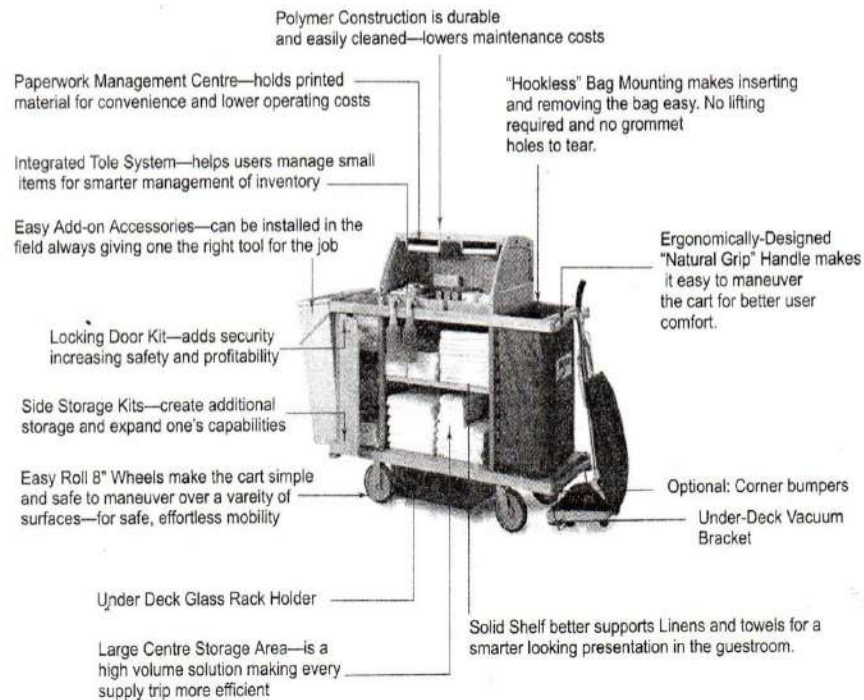 Polymer Construction is durable
and easily cleaned—lowers maintenance costs
Paperwork Management Centre—holds printed
material for convenience and lower operating costs
"Hookless" Bag Mounting makes inserting
and removing the bag easy. No lifting
required and no grommet
holes to tear.
Integrated Tole System—helps users manage small
items for smarter management of inventory
Easy Add-on Accessories—can be installed in the
field always giving one the right tool for the job
Ergonomically-Designed
"Natural Grip" Handle makes
it easy to maneuver
the cart for better user
comfort.
Locking Door Kit—adds security
increasing safety and profitability
Side Storage Kits—create additional
storage and expand one's capabilities
Easy Roll 8" Wheels make the cart simple
and safe to maneuver over a vareity of
surfaces—for safe, effortless mobility
Optional: Corner bumpers
Under-Deck Vacuum
Bracket
Under Deck Glass Rack Holder
Solid Shelf better supports Linens and towels for a
smarter looking presentation in the guestroom.
Large Centre Storage Area—is a
high volume solution making every
supply trip more efficient